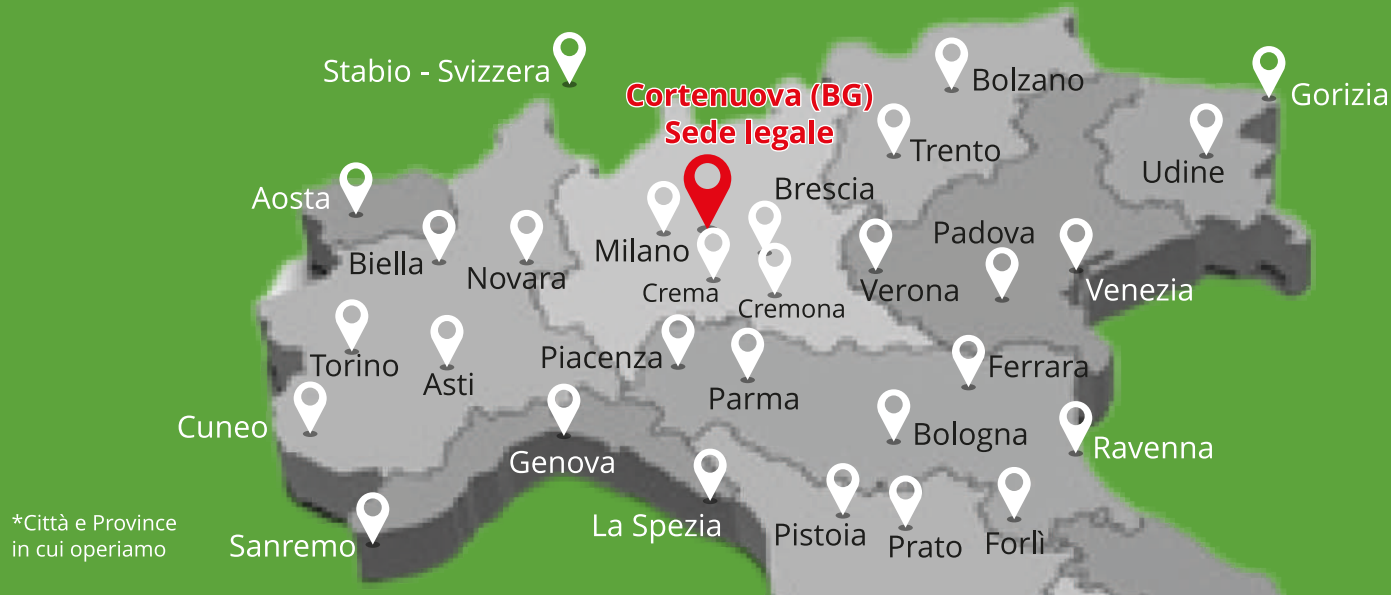 Stabio - Svizzera
Cortenuova (BG)
Sede legale
Bolzano
Gorizia
Trento
Udine
Aosta
Brescia
Milano
Biella
Novara
Padova
Crema
Cremona
Verona
Venezia
Torino
Asti
Piacenza
Parma
Ferrara
Cuneo
Genova
Bologna
Ravenna
*Città e Province
in cui operiamo
Sanremo
La Spezia
Pistoia
Prato
Forlì